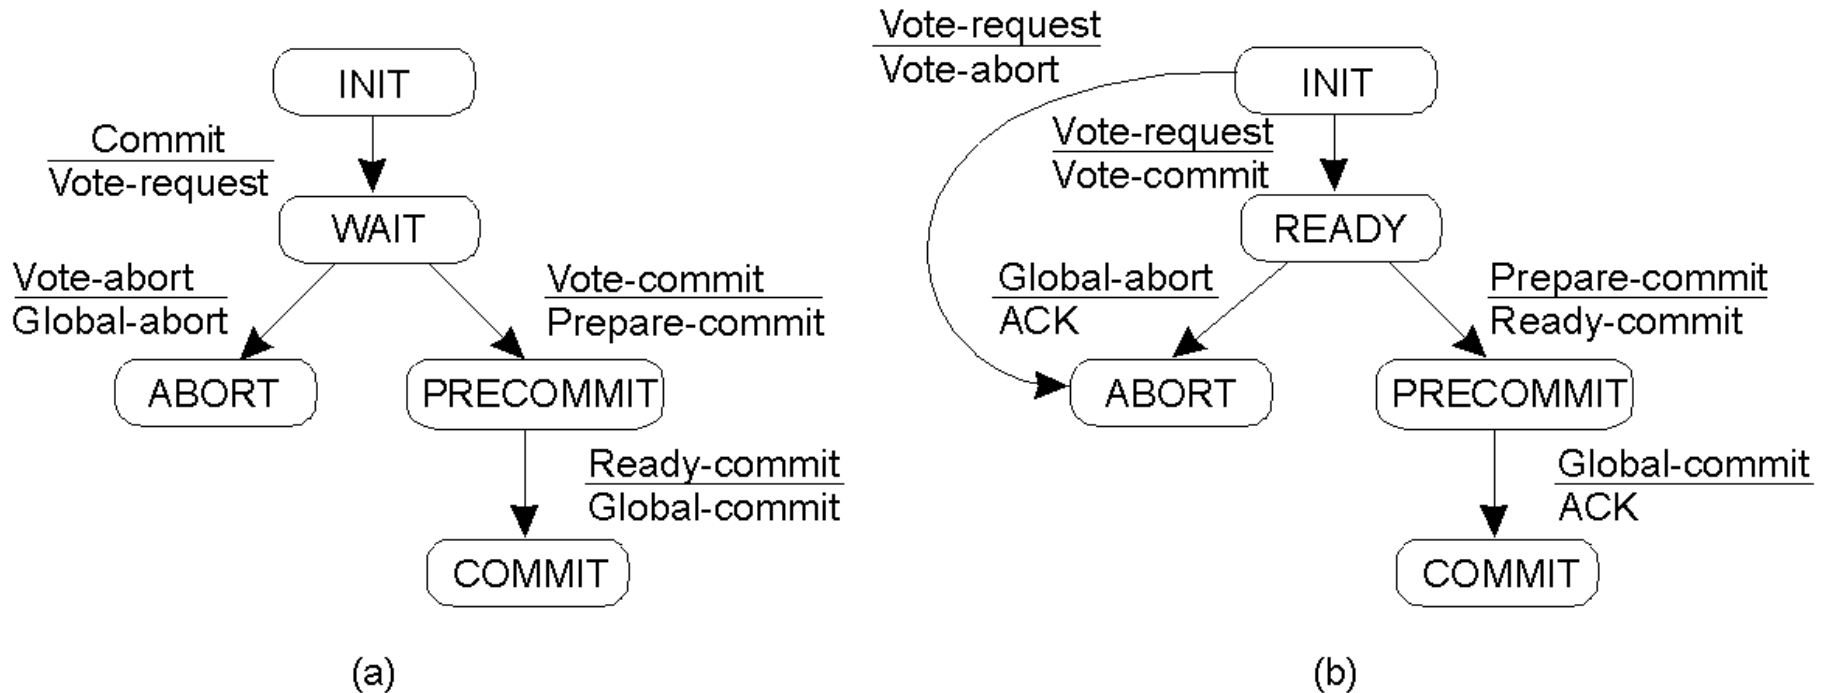 INIT
Commit
Vote-request
WAIT
Vote-abort
Global-abort
Vote-commit
Prepare-commit
ABORT
PRECOMMIT
Ready-commit
Global-commit
COMMIT
(a)
Vote-request
Vote-abort
INIT
Vote-request
Vote-commit
READY
Global-abort
ACK
Prepare-commit
Ready-commit
ABORT
PRECOMMIT
Global-commit
ACK
COMMIT
(b)